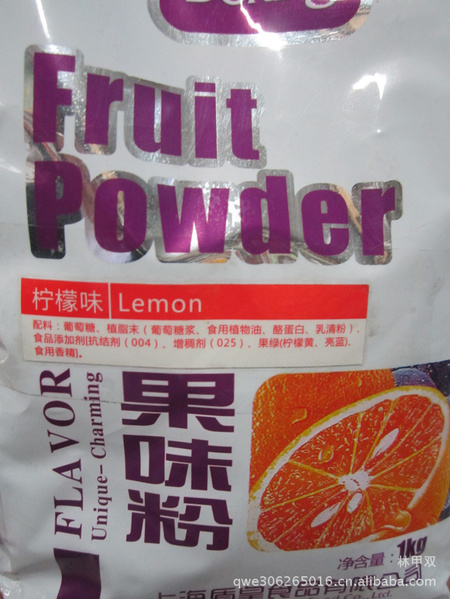 Fruit
Powder
柠檬味 Lemon
配料：葡萄糖、植脂末（葡萄糖浆、食用植物油、酪蛋白、乳清粉）、
食品添加剂[抗结剂（004）、增稠剂（025）、果绿(柠檬黄、亮蓝)、
食用香精]。
FLAVOR
Unique- Charming
果味粉
净含量：1kg
林甲双
qwe306265016.cn.alibaba.com